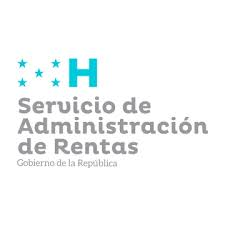 H
Servicio de
Administración
de Rentas
Gobierno de la República